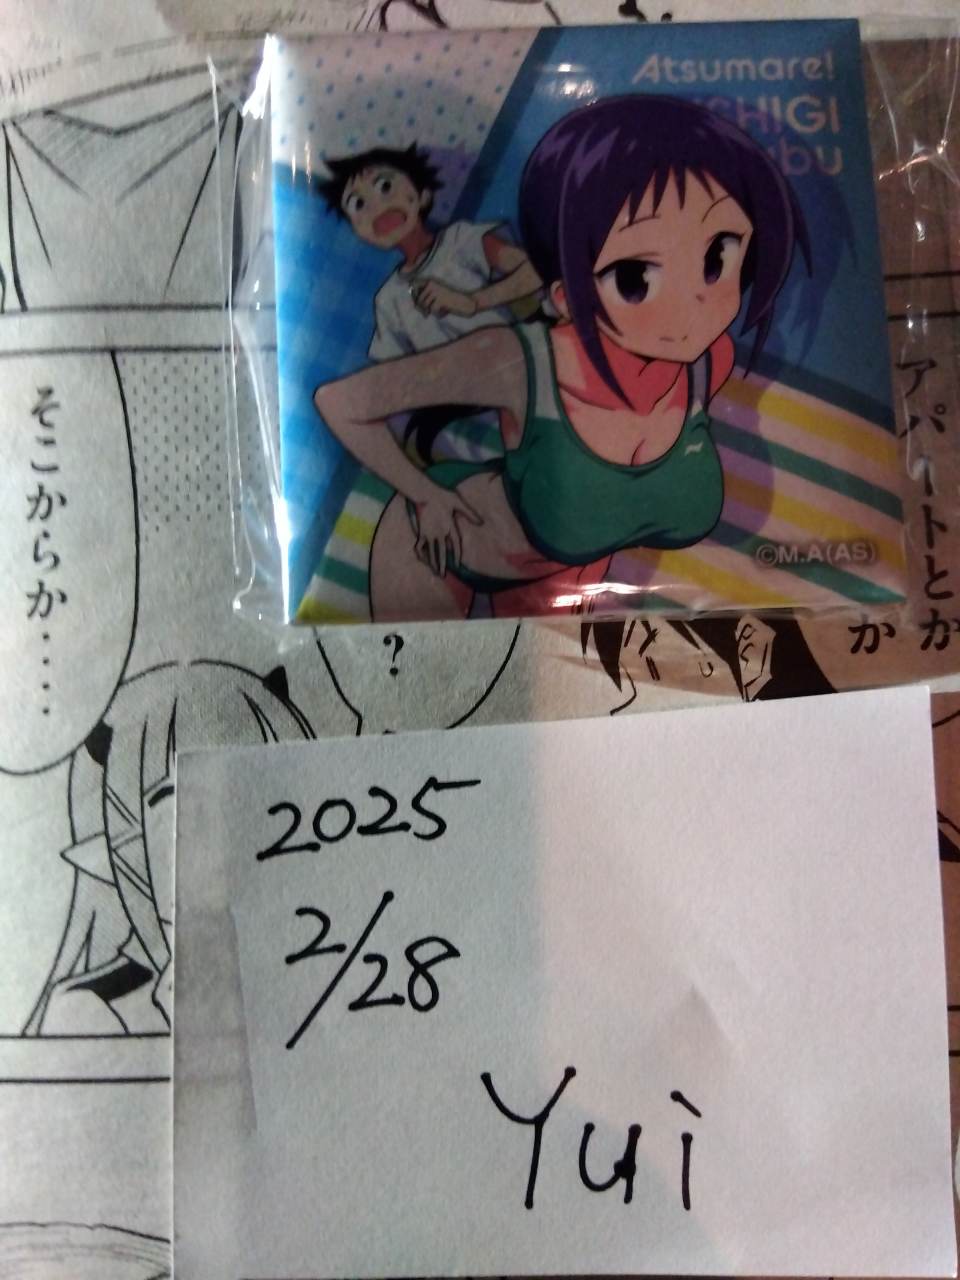 Atsumare!
SHIGI
bu
©M.A(AS)
そこからか・・・・
アパートとか
か
?
2025
2/28
Yui